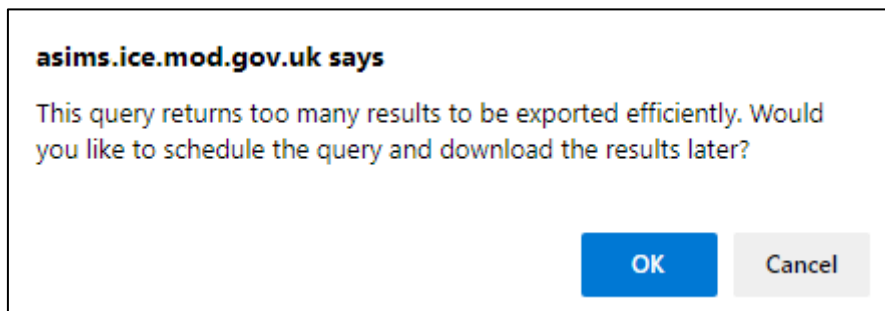 asims.ice.mod.gov.uk says
This query returns too many results to be exported efficiently. Would
you like to schedule the query and download the results later?
OK
Cancel